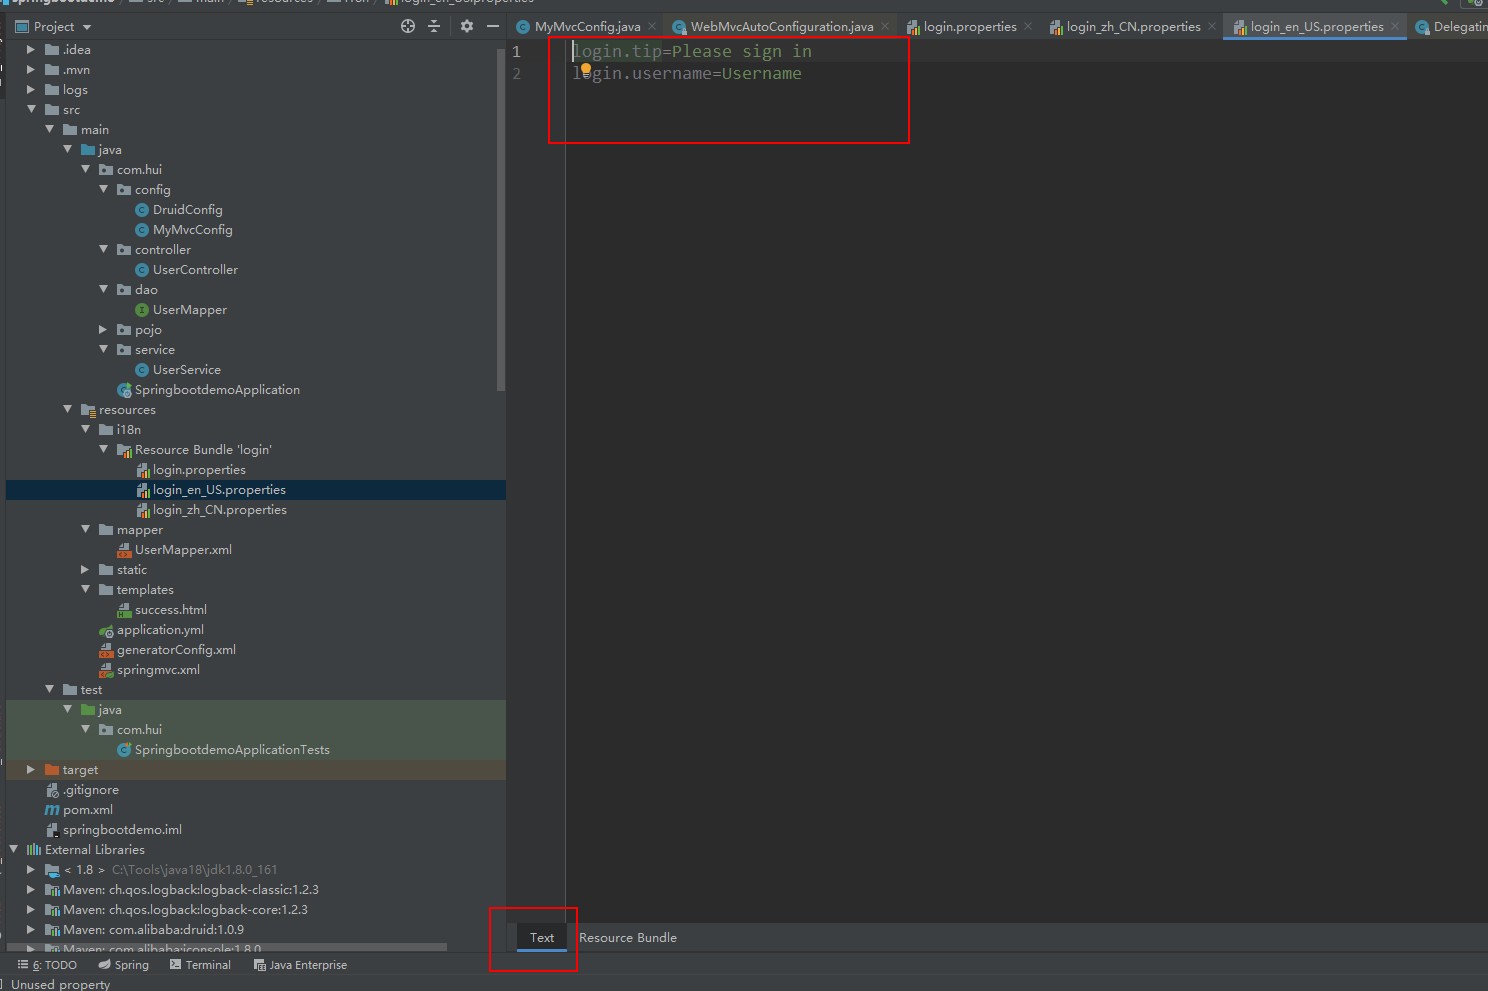 login_en_US.properties
Project
MyMvcConfig.java
WebMvcAutoConfiguration.java
login.properties
login_zh_CN.properties
login_en_US.properties
.idea
.mvn
logs
src
main
java
com.hui
config
DruidConfig
MyMvcConfig
controller
UserController
dao
UserMapper
pojo
service
UserService
SpringbootdemoApplication
resources
i18n
Resource Bundle 'login'
login.properties
login_en_US.properties
login_zh_CN.properties
mapper
UserMapper.xml
static
templates
success.html
application.yml
generatorConfig.xml
springmvc.xml
test
java
com.hui
SpringbootdemoApplicationTests
target
.gitignore
pom.xml
springbootdemo.iml
External Libraries
< 1.8 > C:\Tools\java18\jdk1.8.0_161
Maven: ch.qos.logback:logback-classic:1.2.3
Maven: ch.qos.logback:logback-core:1.2.3
Maven: com.alibaba:druid:1.0.9
Maven: com.alibaba:jconsole:1.8.0
1 login.tip=Please sign in
2 login.username=Username
Text
Resource Bundle
6: TODO
Spring
Terminal
Java Enterprise
Unused property